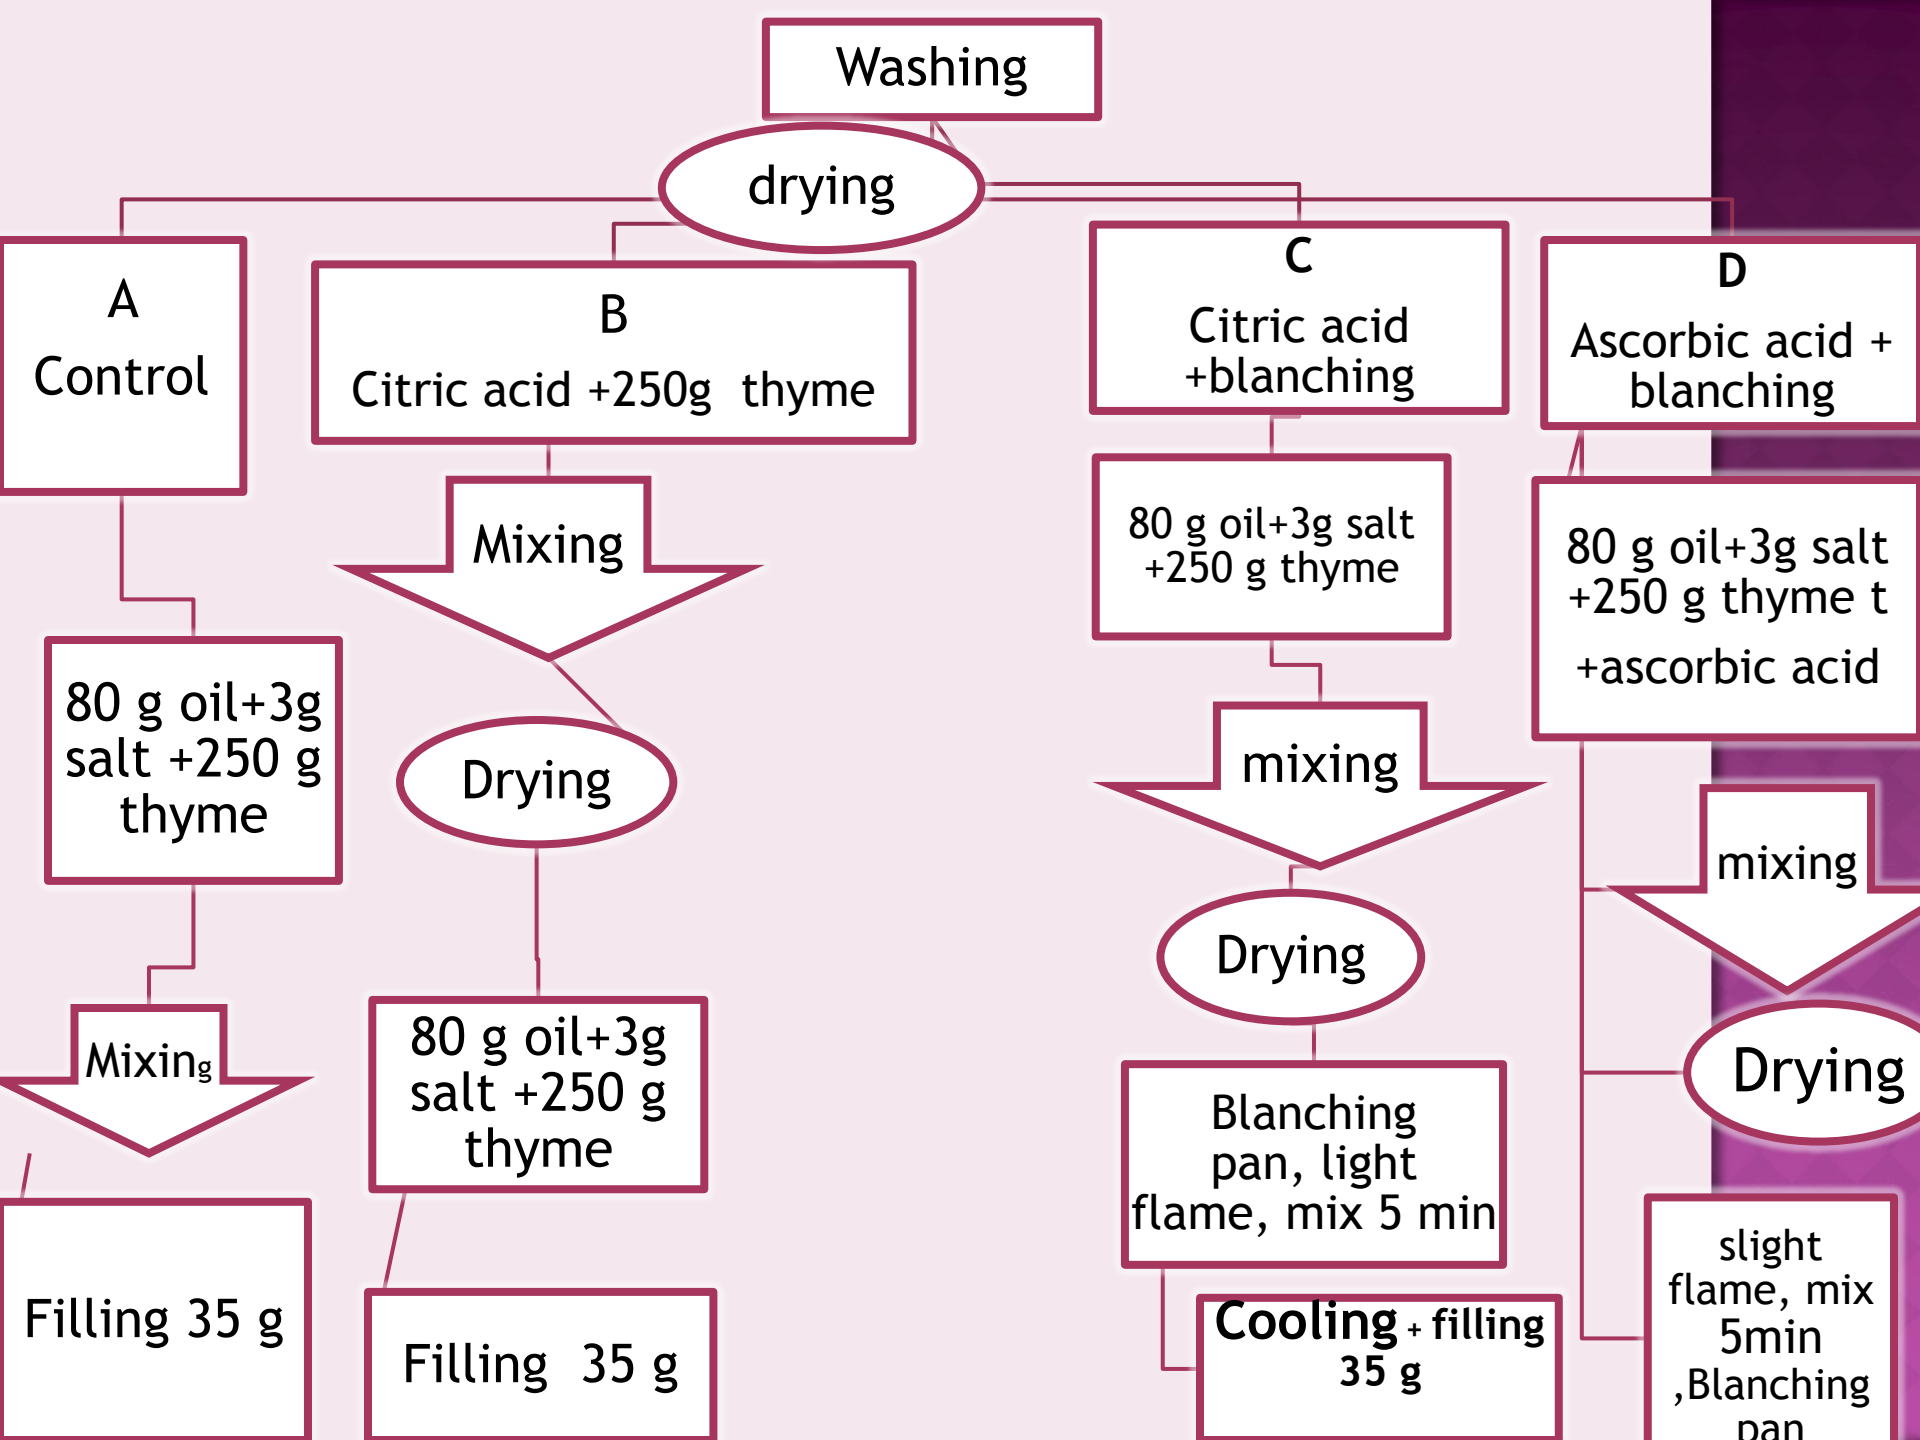 Washing
drying
A
Control
80 g oil+3g
salt +250 g
thyme
Mixing
Filling 35 g
B
Citric acid +250g thyme
Mixing
Drying
80 g oil+3g
salt +250 g
thyme
Filling 35 g
C
Citric acid
+blanching
80 g oil+3g salt
+250 g thyme
mixing
Drying
Blanching
pan, light
flame, mix 5 min
Cooling + filling
35 g
D
Ascorbic acid +
blanching
80 g oil+3g salt
+250 g thyme t
+ascorbic acid
mixing
Drying
slight
flame, mix
5min
,Blanching
pan